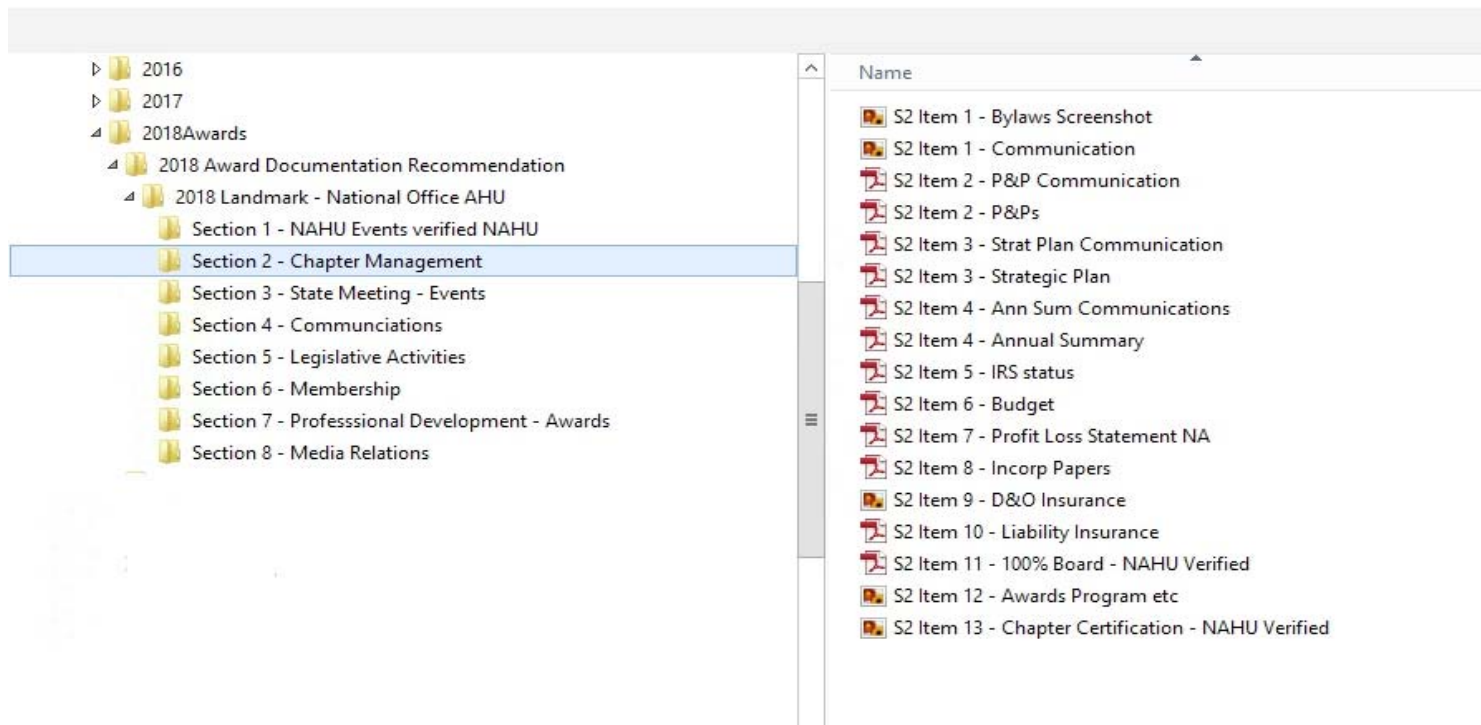 2016
2017
2018Awards
2018 Award Documentation Recommendation
2018 Landmark - National Office AHU
Section 1 - NAHU Events verified NAHU
Section 2 - Chapter Management
Section 3 - State Meeting - Events
Section 4 - Communciations
Section 5 - Legislative Activities
Section 6 - Membership
Section 7 - Professsional Development - Awards
Section 8 - Media Relations
Name
S2 Item 1 - Bylaws Screenshot
S2 Item 1 - Communication
S2 Item 2 - P&P Communication
S2 Item 2 - P&Ps
S2 Item 3 - Strat Plan Communication
S2 Item 3 - Strategic Plan
S2 Item 4 - Ann Sum Communications
S2 Item 4 - Annual Summary
S2 Item 5 - IRS status
S2 Item 6 - Budget
S2 Item 7 - Profit Loss Statement NA
S2 Item 8 - Incorp Papers
S2 Item 9 - D&O Insurance
S2 Item 10 - Liability Insurance
S2 Item 11 - 100% Board - NAHU Verified
S2 Item 12 - Awards Program etc
S2 Item 13 - Chapter Certification - NAHU Verified